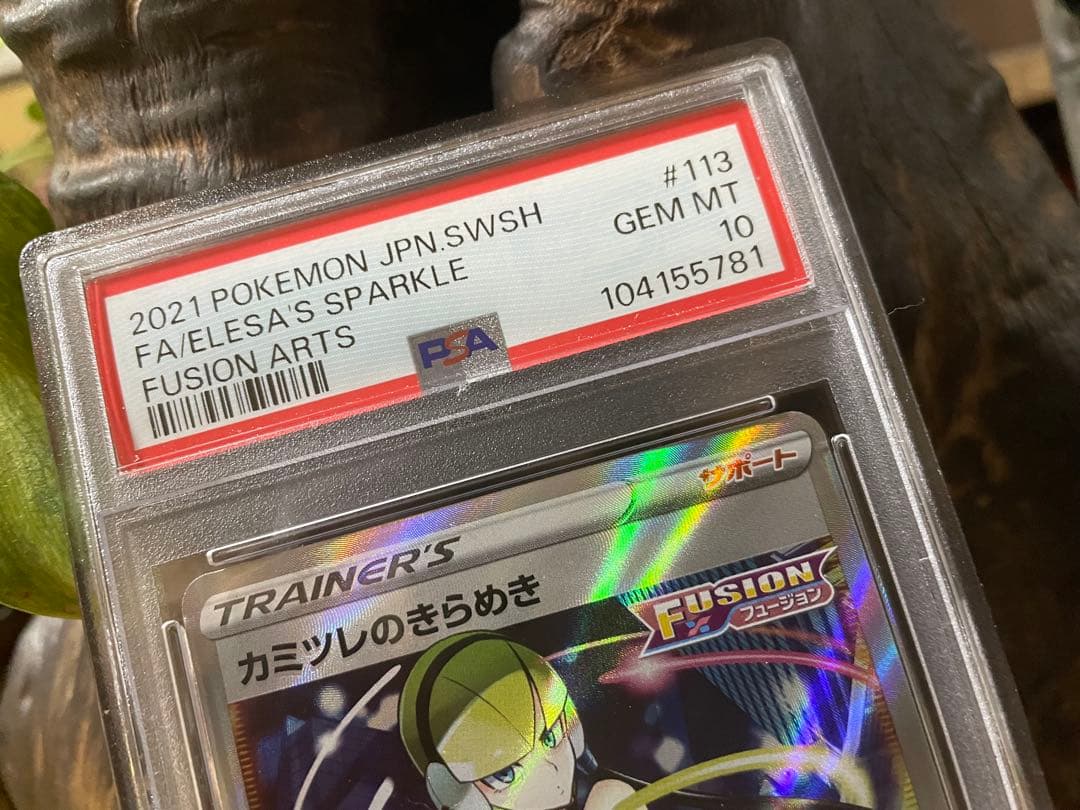 2021 POKEMON JPN.SWSH #113
FA/ELESA'S SPARKLE GEM MT
FUSION ARTS 10
104155781
PSA
サポート
TRAINER'S
カミツレのきらめき
FUSION
フュージョン